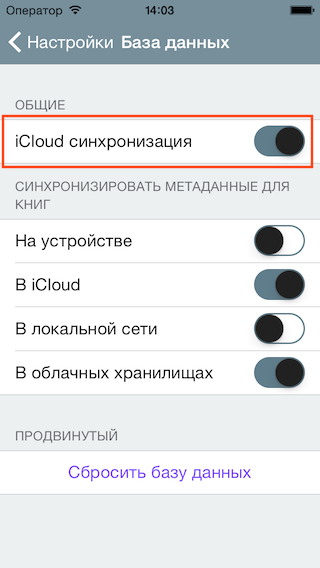 Оператор 14:03
Настройки База данных
ОБЩИЕ
iCloud синхронизация
СИНХРОНИЗИРОВАТЬ МЕТАДАННЫЕ ДЛЯ
КНИГ
На устройстве
В iCloud
В локальной сети
В облачных хранилищах
ПРОДВИНУТЫЙ
Сбросить базу данных